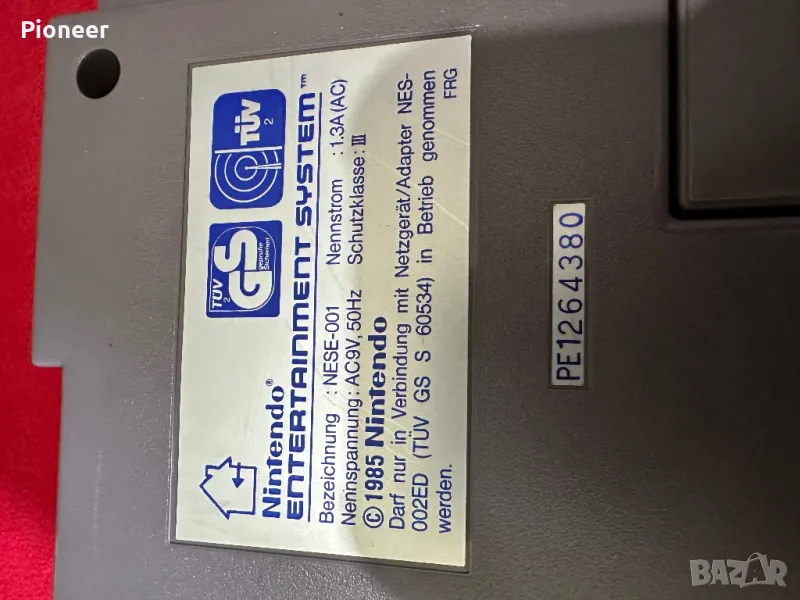 Pioneer
TÜV
2
GS
geprüfte
Sicherheit
TÜV
2
Nintendo®
ENTERTAINMENT SYSTEM™
Bezeichnung : NESE-001 Nennstrom : 1.3A(AC)
Nennspannung : AC9V, 50Hz Schutzklasse : III
© 1985 Nintendo
Darf nur in Verbindung mit Netzgerät/Adapter NES-
002ED (TÜV GS S 60534) in Betrieb genommen
werden. FRG
PE1264380
BAZAR